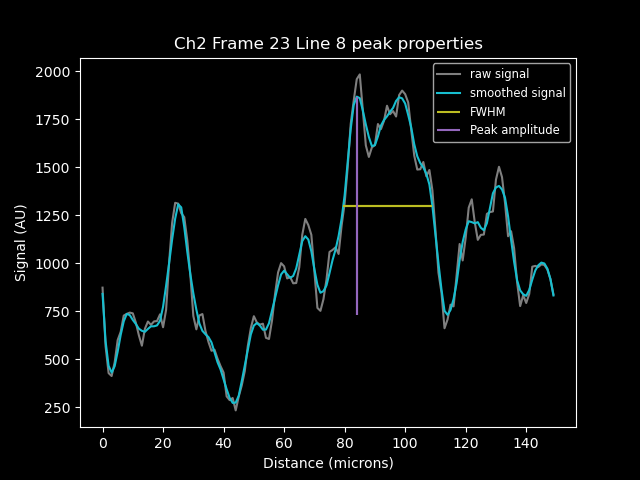 Ch2 Frame 23 Line 8 peak properties
raw signal
smoothed signal
FWHM
Peak amplitude
Signal (AU)
2000
1750
1500
1250
1000
750
500
250
0 20 40 60 80 100 120 140
Distance (microns)